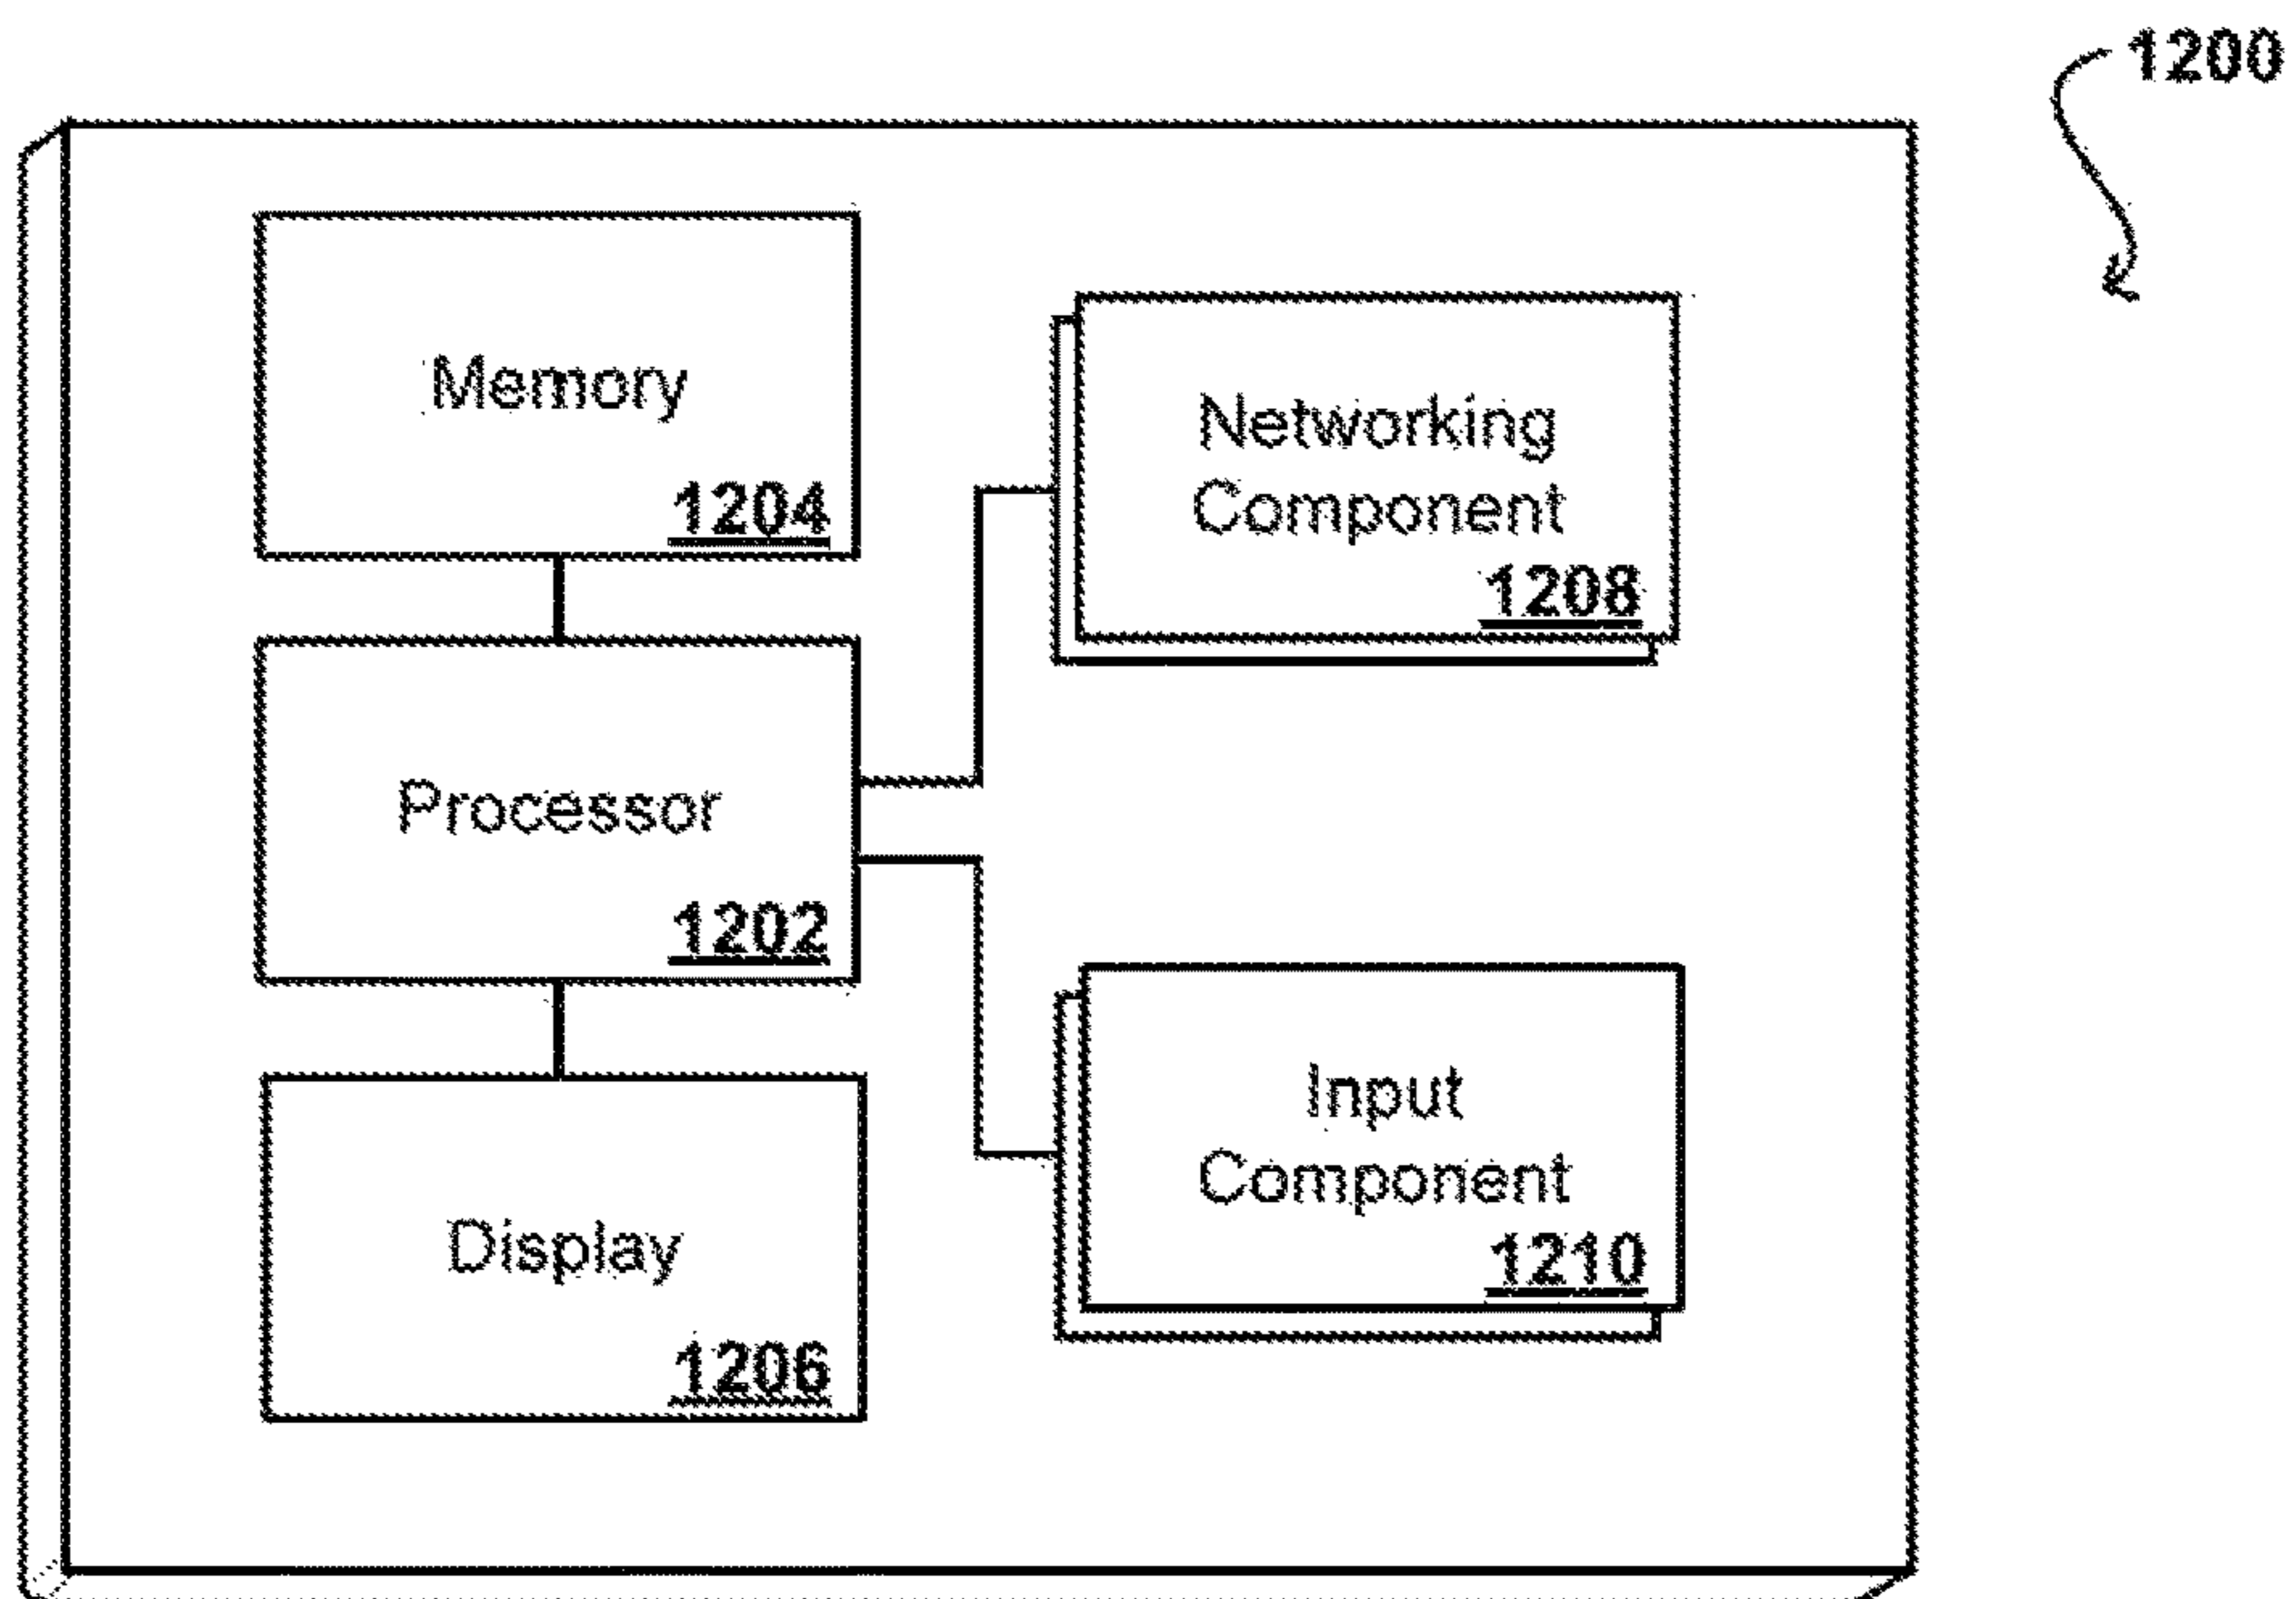 1200
Memory
1204
Networking
Component
1208
Processor
1202
Input
Component
1210
Display
1206